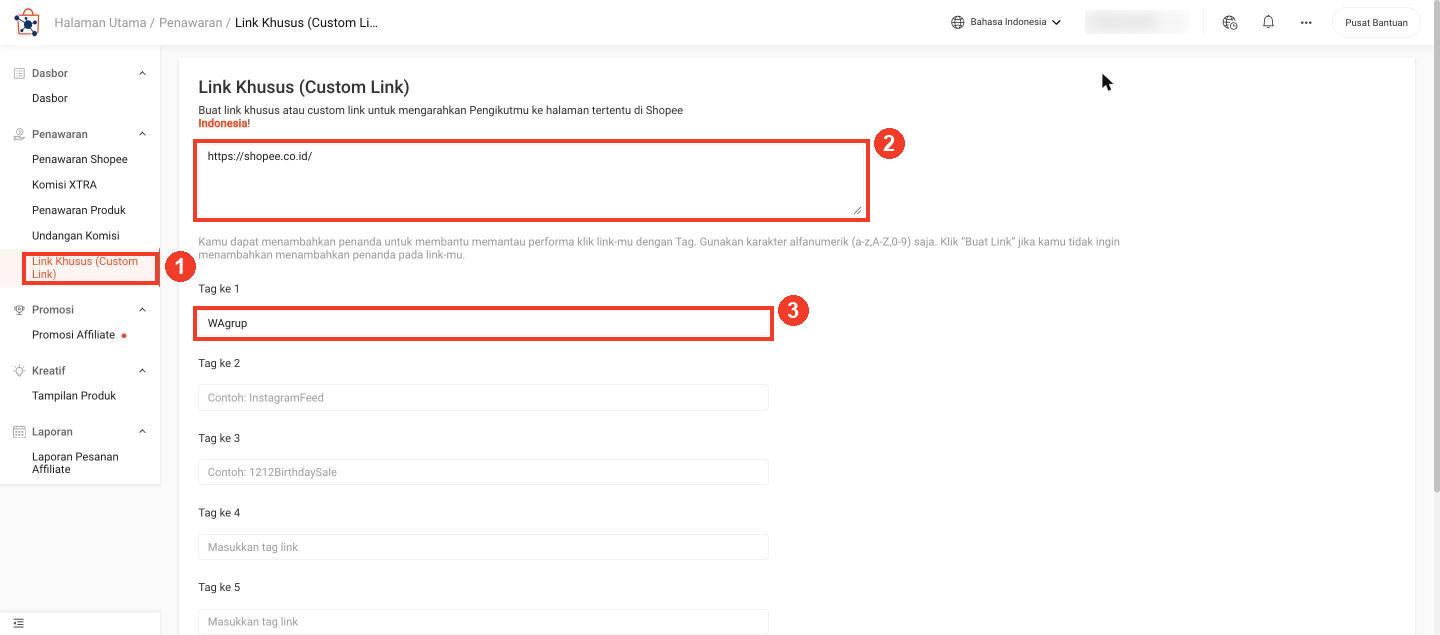 Halaman Utama / Penawaran / Link Khusus (Custom Li...
Bahasa Indonesia
Pusat Bantuan
Dasbor
Dasbor
Penawaran
Penawaran Shopee
Komisi XTRA
Penawaran Produk
Undangan Komisi
Link Khusus (Custom
Link)
1
Promosi
Promosi Affiliate
Kreatif
Tampilan Produk
Laporan
Laporan Pesanan
Affiliate
Link Khusus (Custom Link)
Buat link khusus atau custom link untuk mengarahkan Pengikutmu ke halaman tertentu di Shopee
Indonesia!
2
https://shopee.co.id/
Kamu dapat menambahkan penanda untuk membantu memantau performa klik link-mu dengan Tag. Gunakan karakter alfanumerik (a-z,A-Z,0-9) saja. Klik "Buat Link" jika kamu tidak ingin
menambahkan menambahkan penanda pada link-mu.
Tag ke 1
3
WAgrup
Tag ke 2
Contoh: InstagramFeed
Tag ke 3
Contoh: 1212BirthdaySale
Tag ke 4
Masukkan tag link
Tag ke 5
Masukkan tag link